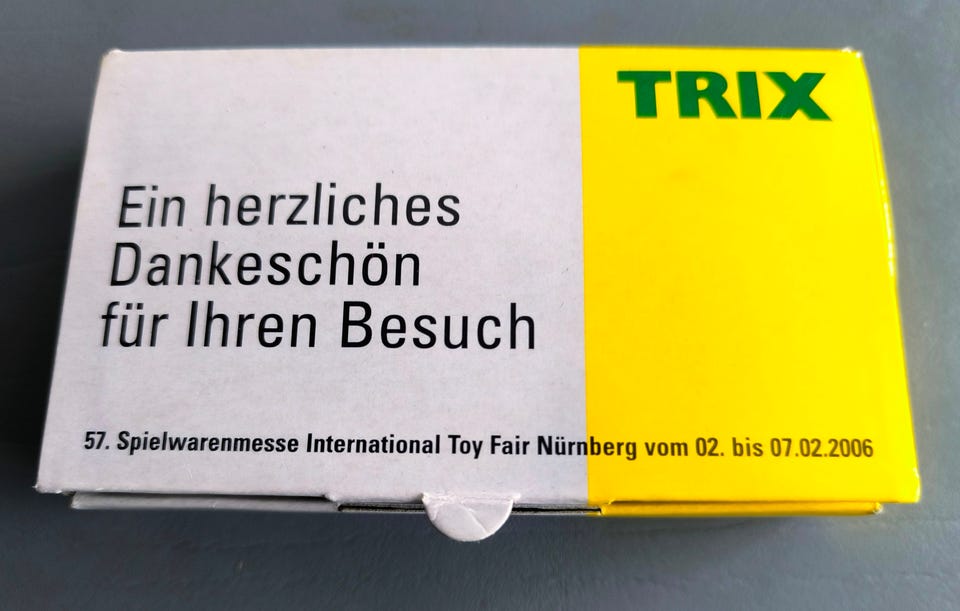 TRIX
Ein herzliches
Dankeschön
für Ihren Besuch
57. Spielwarenmesse International Toy Fair Nürnberg vom 02. bis 07.02.2006